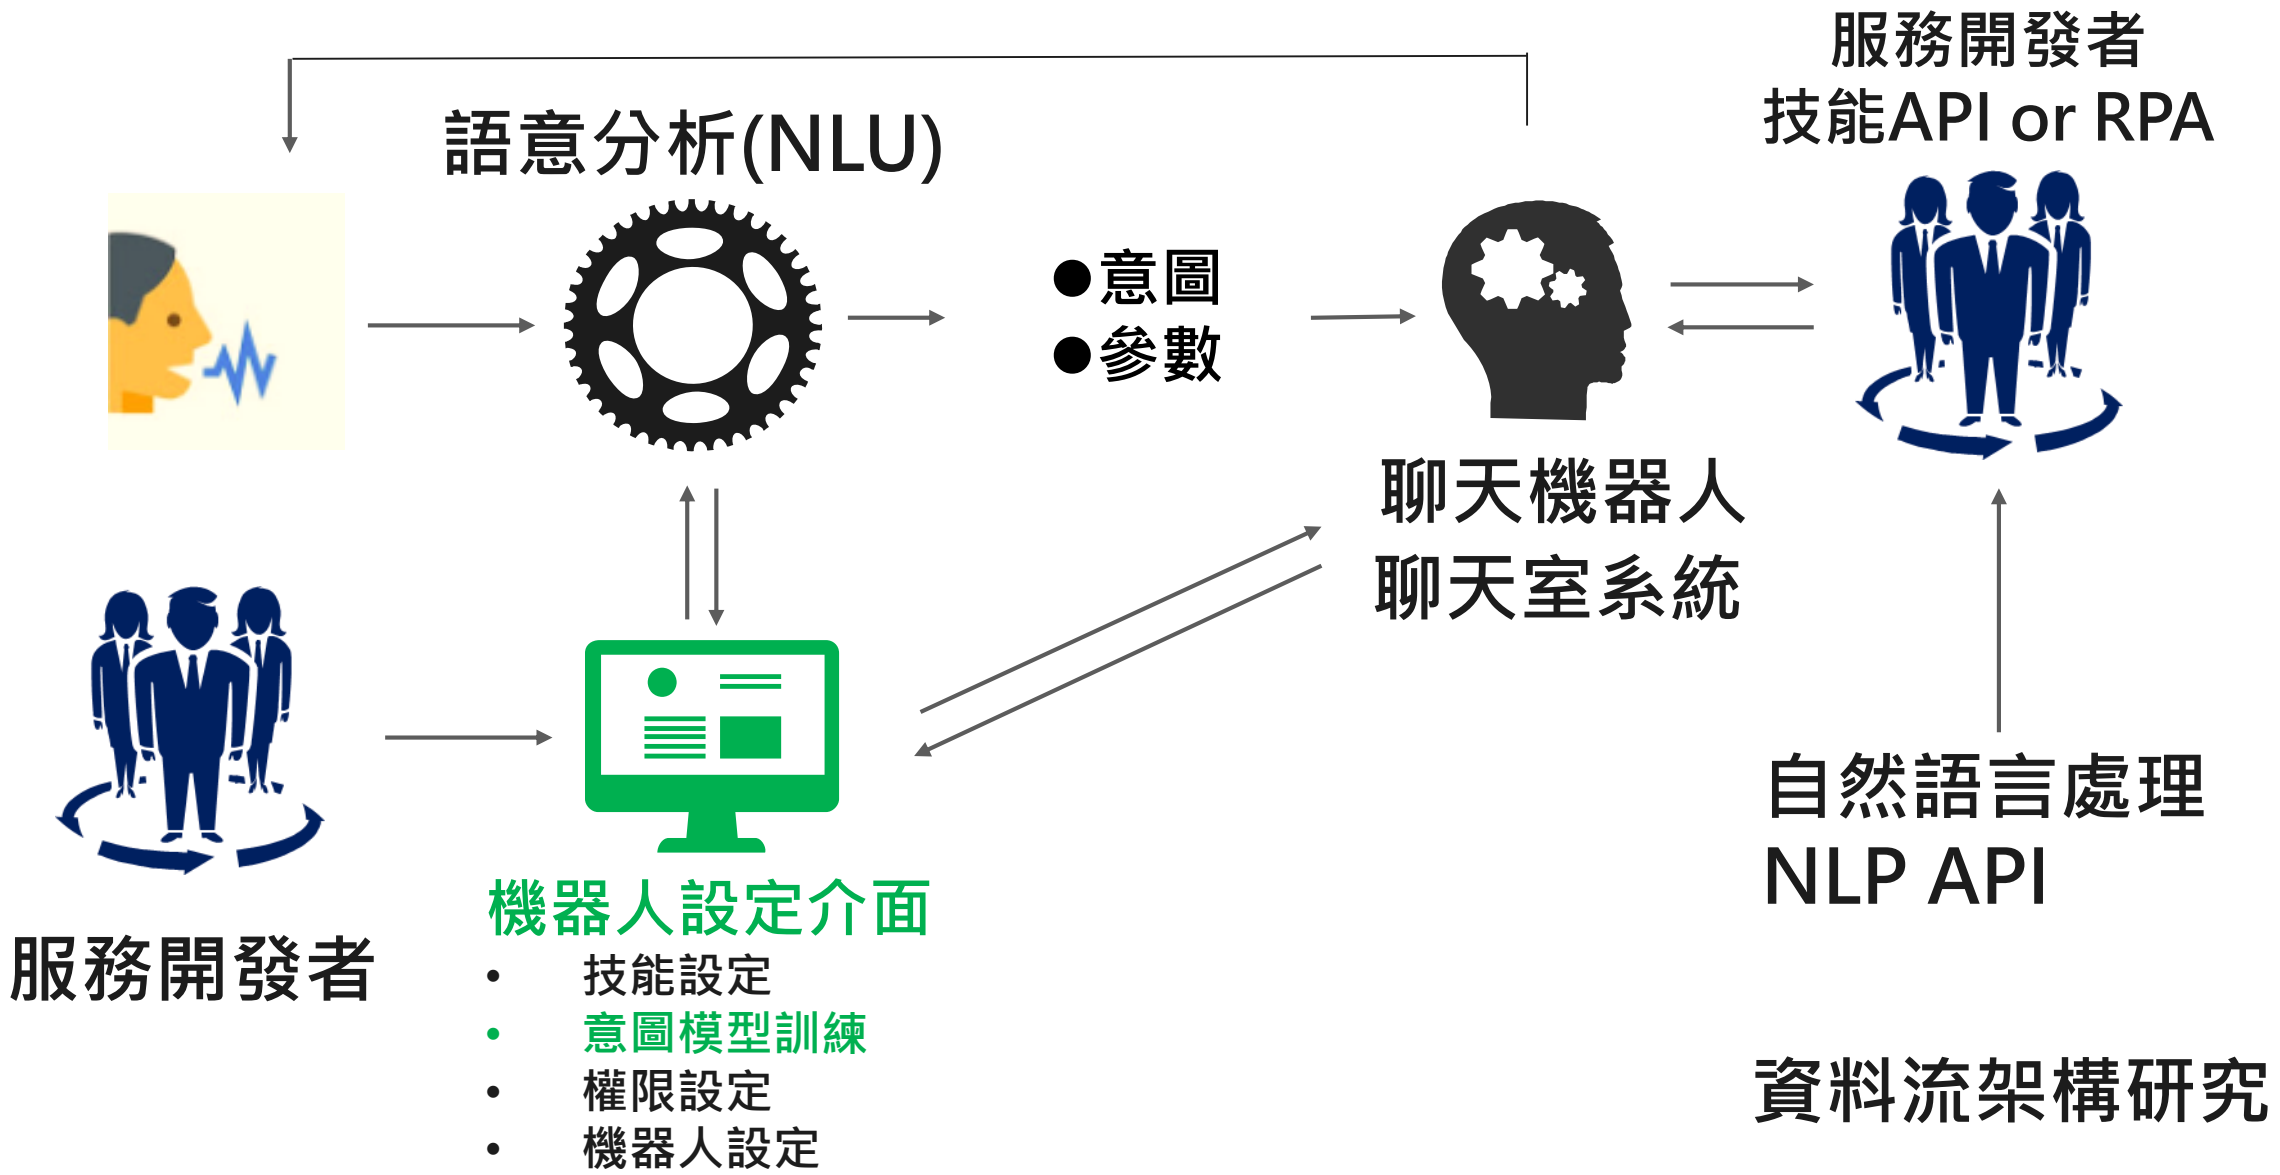 服務開發者
技能API or RPA
語意分析(NLU)
●意圖
●參數
聊天機器人
聊天室系統
自然語言處理
NLP API
機器人設定介面
服務開發者
• 技能設定
• 意圖模型訓練
• 權限設定
• 機器人設定
資料流架構研究